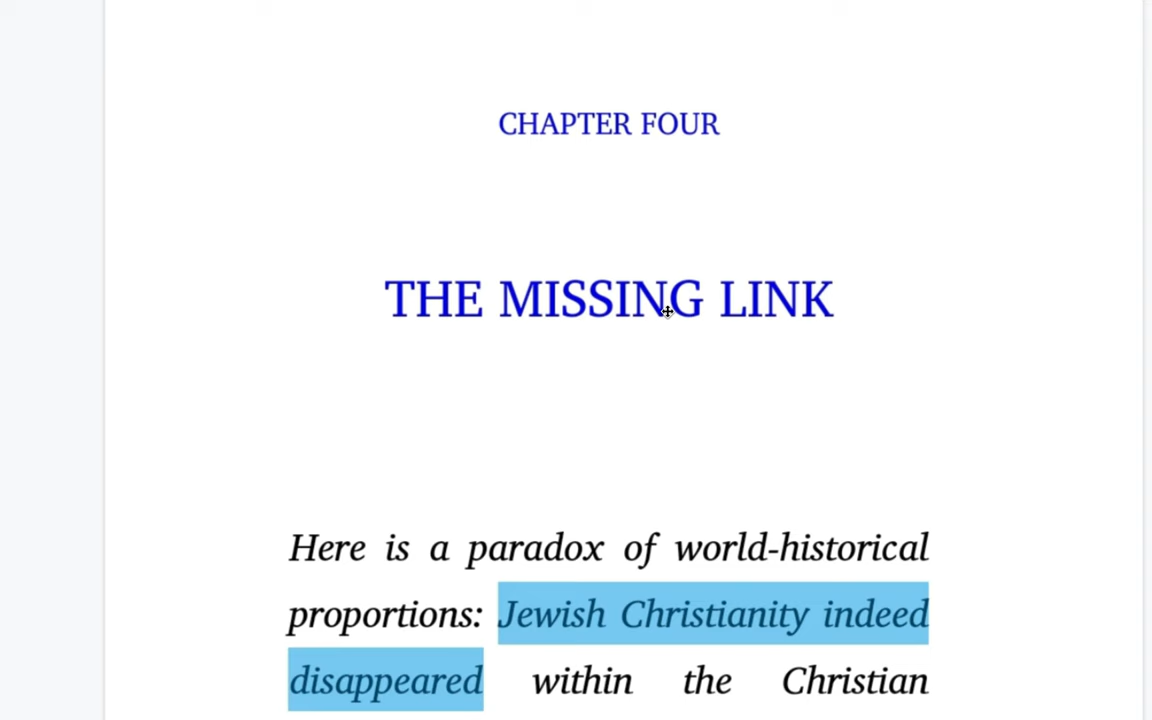 CHAPTER FOUR
THE MISSING LINK
Here is a paradox of world-historical
proportions: Jewish Christianity indeed
disappeared within the Christian